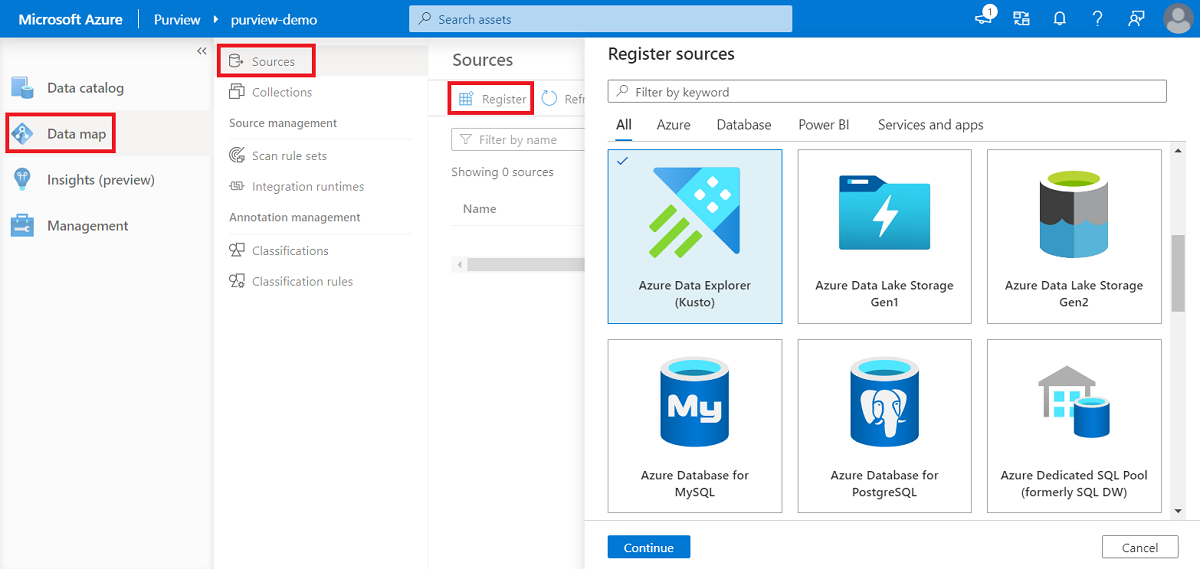 Microsoft Azure
Purview
purview-demo
Search assets
1
Data catalog
Data map
Insights (preview)
Management
Sources
Collections
Source management
Scan rule sets
Integration runtimes
Annotation management
Classifications
Classification rules
Sources
Register
Refr
Filter by name
Showing 0 sources
Name
Register sources
Filter by keyword
All Azure Database Power BI Services and apps
Azure Data Explorer
(Kusto)
Azure Data Lake Storage
Gen1
Azure Data Lake Storage
Gen2
My
Azure Database for
MySQL
Azure Database for
PostgreSQL
Azure Dedicated SQL Pool
(formerly SQL DW)
Continue
Cancel